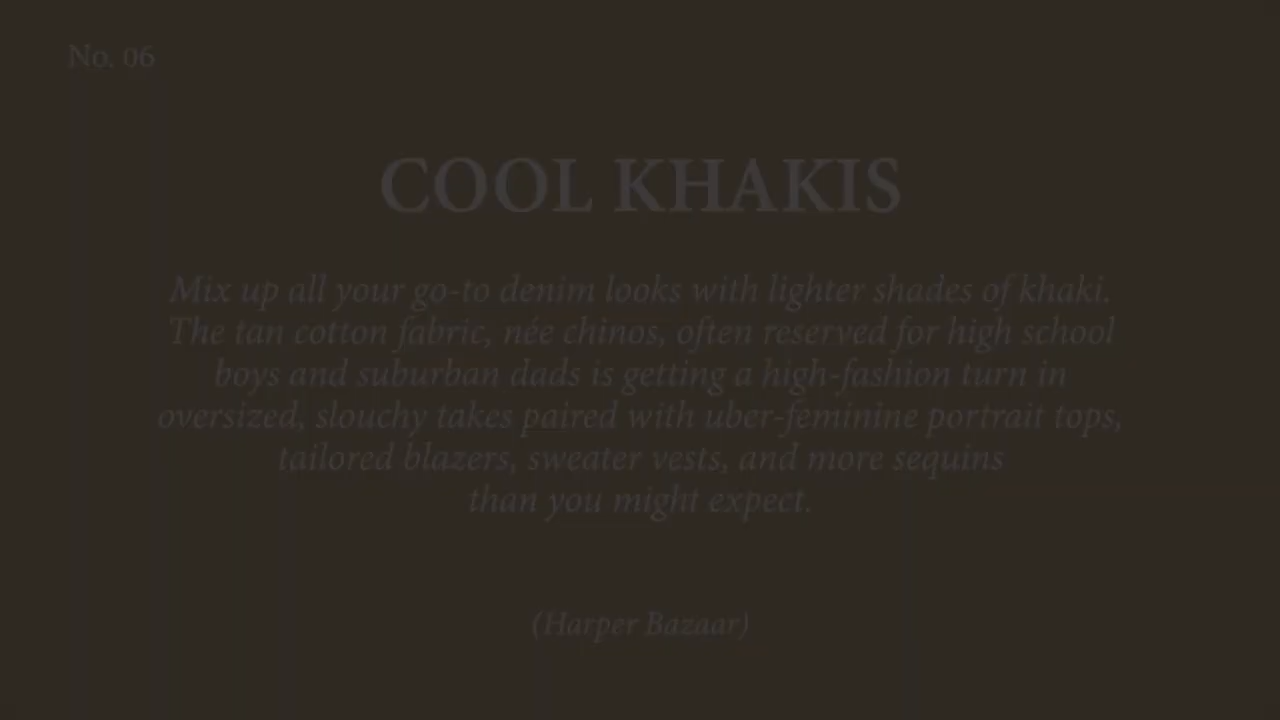 No. 06
COOL KHAKIS
Mix up all your go-to denim looks with lighter shades of khaki.
The tan cotton fabric, née chinos, often reserved for high school
boys and suburban dads is getting a high-fashion turn in
oversized, slouchy takes paired with uber-feminine portrait tops,
tailored blazers, sweater vests, and more sequins
than you might expect.
(Harper Bazaar)